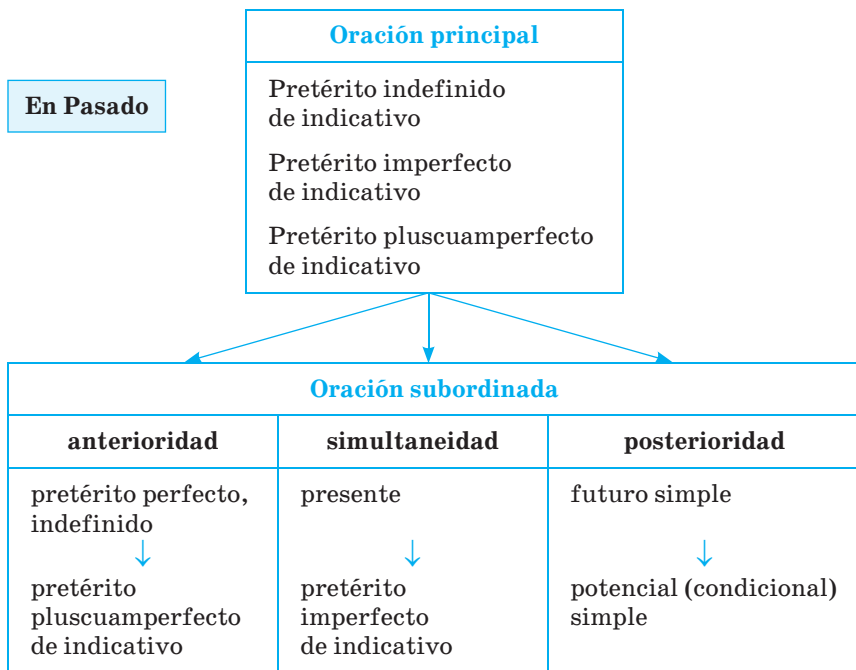 Oración principal
En Pasado
Pretérito indefinido
de indicativo
Pretérito imperfecto
de indicativo
Pretérito pluscuamperfecto
de indicativo
Oración subordinada
anterioridad
simultaneidad
posterioridad
pretérito perfecto,
indefinido
pretérito
pluscuamperfecto
de indicativo
presente
pretérito
imperfecto
de indicativo
futuro simple
potencial (condicional)
simple